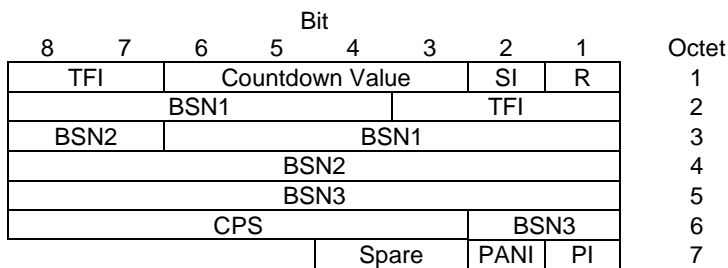 Bit
8 7 6 5 4 3 2 1 Octet
TFI Countdown Value SI R 1
BSN1 TFI 2
BSN2 BSN1 3
BSN2 4
BSN3 5
CPS BSN3 6
Spare PANI PI 7